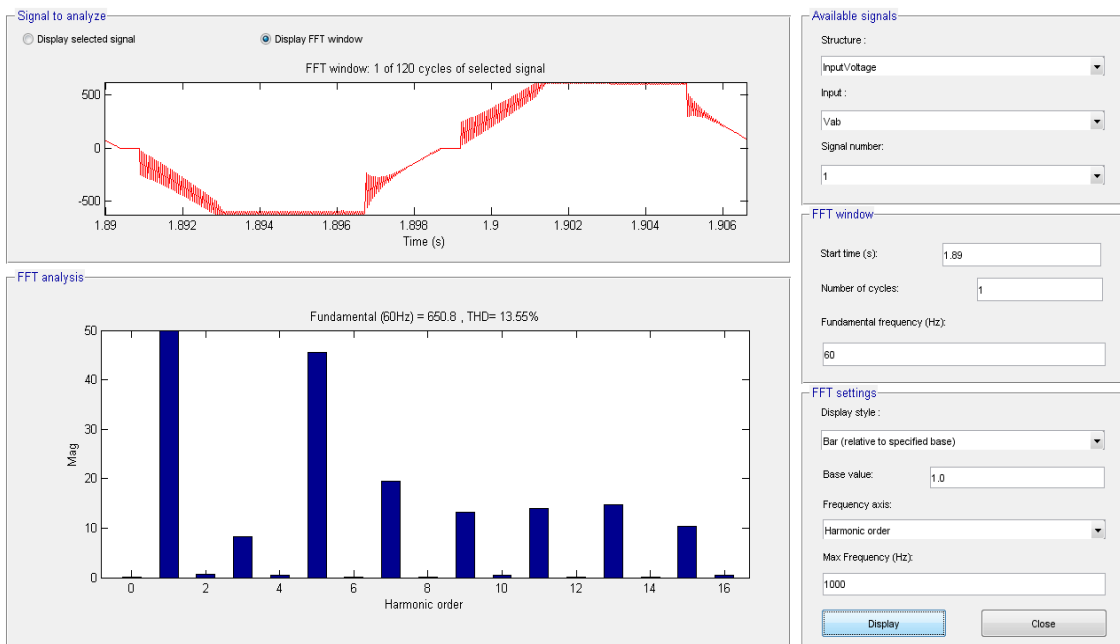 Signal to analyze
Display selected signal
Display FFT window
FFT window: 1 of 120 cycles of selected signal
500
0
-500
1.89 1.892 1.894 1.896 1.898 1.9 1.902 1.904 1.906
Time (s)
FFT analysis
Fundamental (60Hz) = 650.8 , THD= 13.55%
50
40
30
20
10
0
Mag
0 2 4 6 8 10 12 14 16
Harmonic order
Available signals
Structure :
InputVoltage
Input :
Vab
Signal number:
1
FFT window
Start time (s):
1.89
Number of cycles:
1
Fundamental frequency (Hz):
60
FFT settings
Display style :
Bar (relative to specified base)
Base value:
1.0
Frequency axis:
Harmonic order
Max Frequency (Hz):
1000
Display
Close